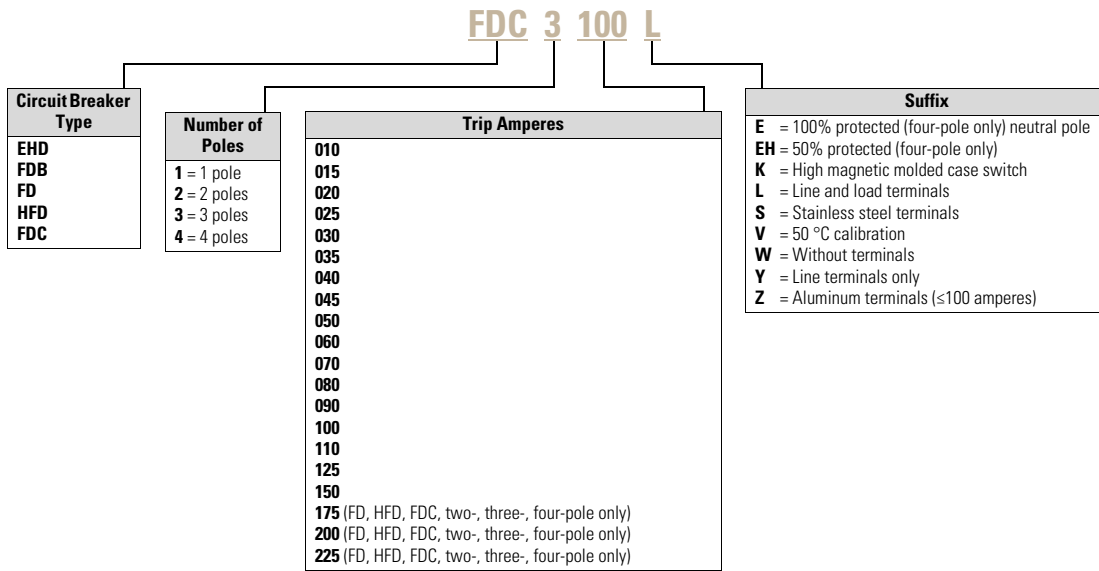 FDC 3 100 L
Circuit Breaker
Type
EHD
FDB
FD
HFD
FDC
Number of
Poles
1 = 1 pole
2 = 2 poles
3 = 3 poles
4 = 4 poles
Trip Amperes
010
015
020
025
030
035
040
045
050
060
070
080
090
100
110
125
150
175 (FD, HFD, FDC, two-, three-, four-pole only)
200 (FD, HFD, FDC, two-, three-, four-pole only)
225 (FD, HFD, FDC, two-, three-, four-pole only)
Suffix
E = 100% protected (four-pole only) neutral pole
EH = 50% protected (four-pole only)
K = High magnetic molded case switch
L = Line and load terminals
S = Stainless steel terminals
V = 50 °C calibration
W = Without terminals
Y = Line terminals only
Z = Aluminum terminals (≤100 amperes)